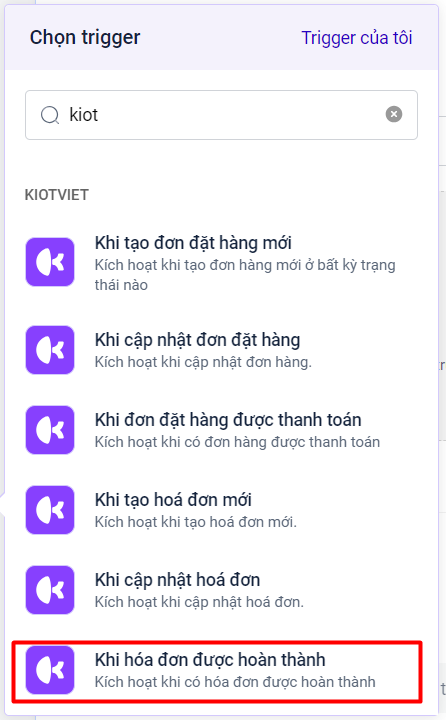 Chọn trigger
Trigger của tôi
kiot
KIOTVIET
Khi tạo đơn đặt hàng mới
Kích hoạt khi tạo đơn hàng mới ở bất kỳ trạng
thái nào
Khi cập nhật đơn đặt hàng
Kích hoạt khi cập nhật đơn hàng.
Khi đơn đặt hàng được thanh toán
Kích hoạt khi có đơn hàng được thanh toán
Khi tạo hoá đơn mới
Kích hoạt khi tạo hoá đơn mới.
Khi cập nhật hoá đơn
Kích hoạt khi cập nhật hoá đơn.
Khi hóa đơn được hoàn thành
Kích hoạt khi có hóa đơn được hoàn thành